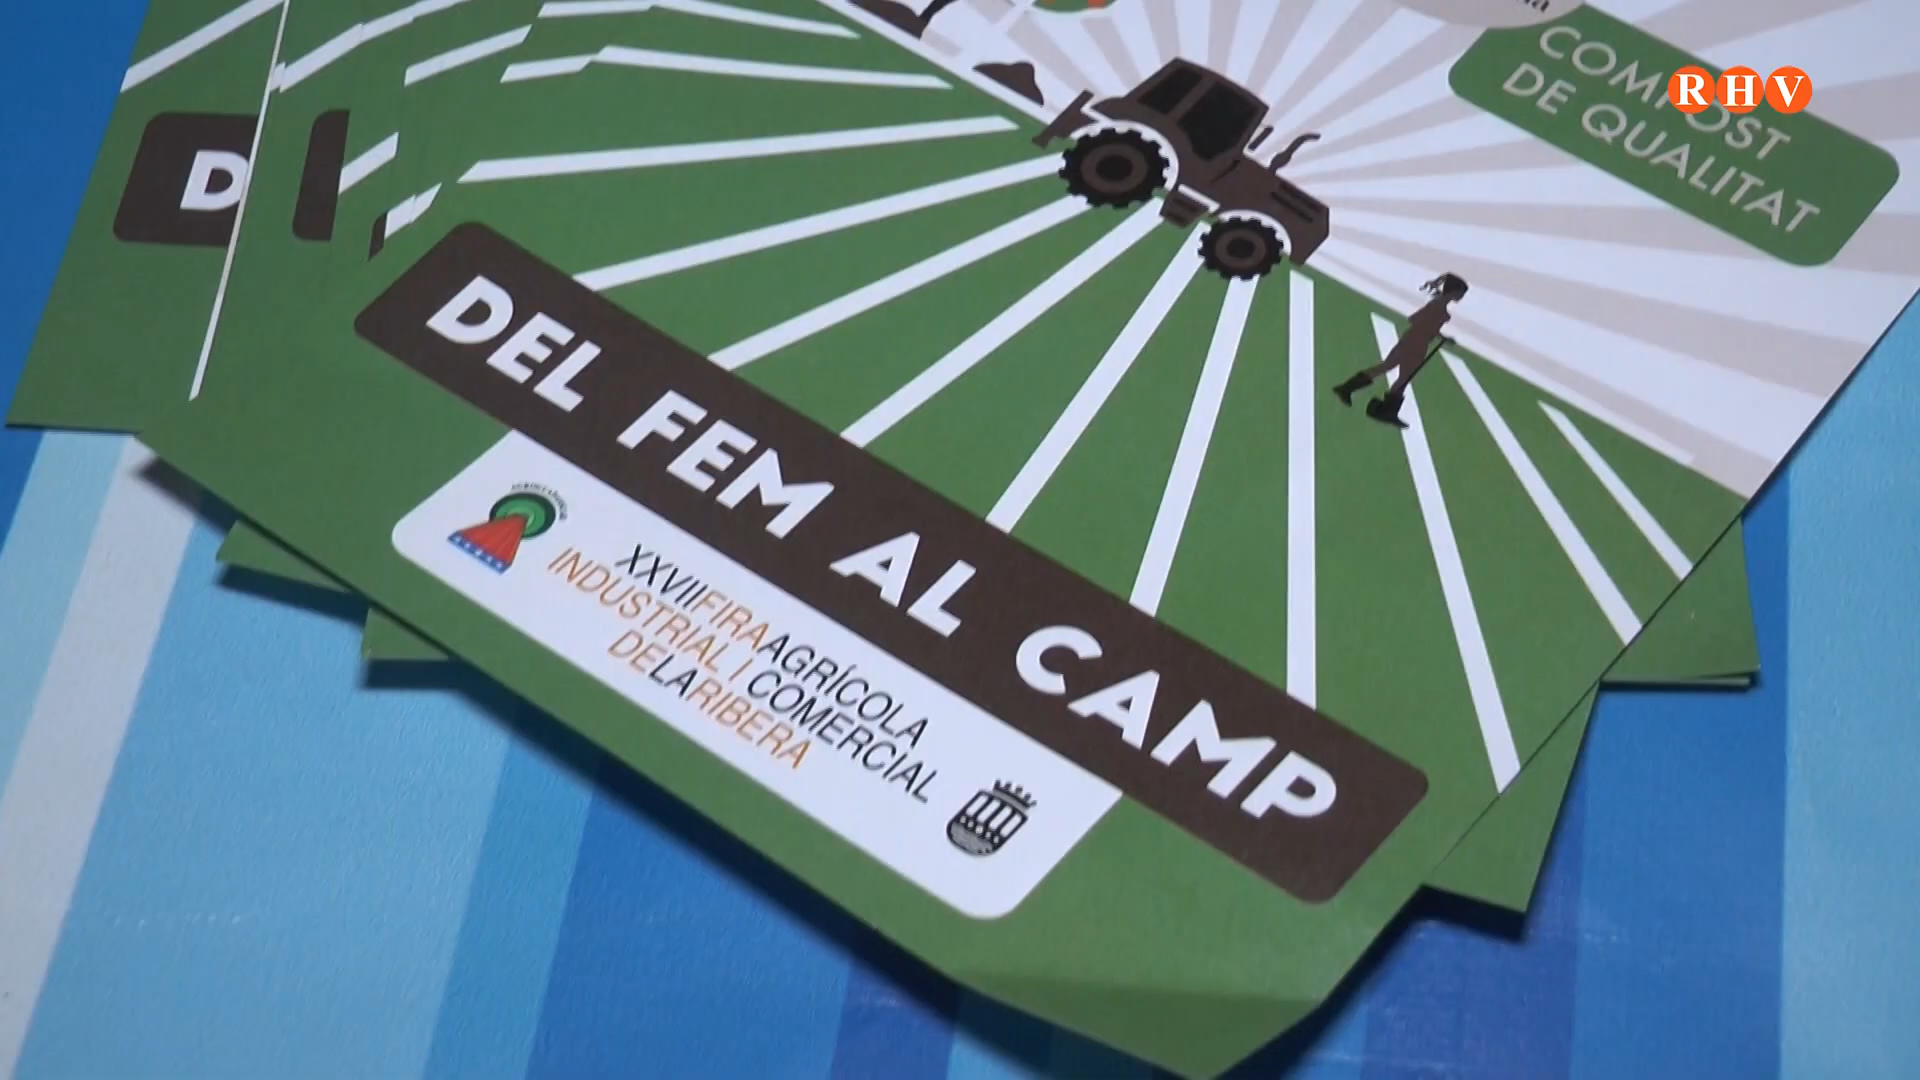 RHV
COMPOST
DE QUALITAT
DEL FEM AL CAMP
XXVIIFIRAAGRÍCOLA
INDUSTRIAL I COMERCIAL
DELARIBERA
D